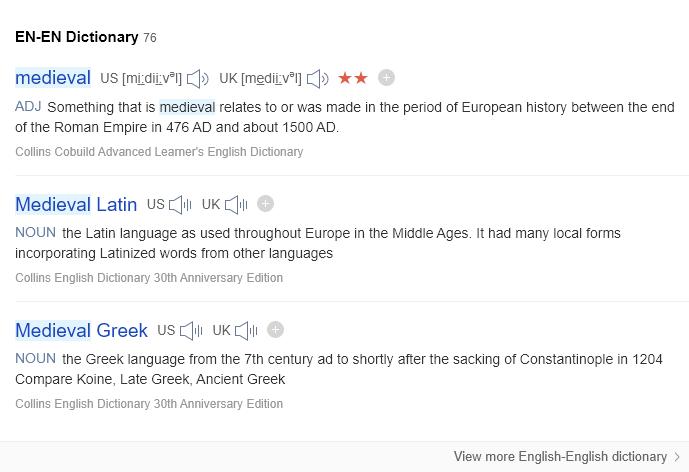 EN-EN Dictionary 76
medieval US [mi:dii:vᵊl] UK [medii:vᵊl] ★★
ADJ Something that is medieval relates to or was made in the period of European history between the end
of the Roman Empire in 476 AD and about 1500 AD.
Collins Cobuild Advanced Learner's English Dictionary
Medieval Latin US UK
NOUN the Latin language as used throughout Europe in the Middle Ages. It had many local forms
incorporating Latinized words from other languages
Collins English Dictionary 30th Anniversary Edition
Medieval Greek US UK
NOUN the Greek language from the 7th century ad to shortly after the sacking of Constantinople in 1204
Compare Koine, Late Greek, Ancient Greek
Collins English Dictionary 30th Anniversary Edition
View more English-English dictionary